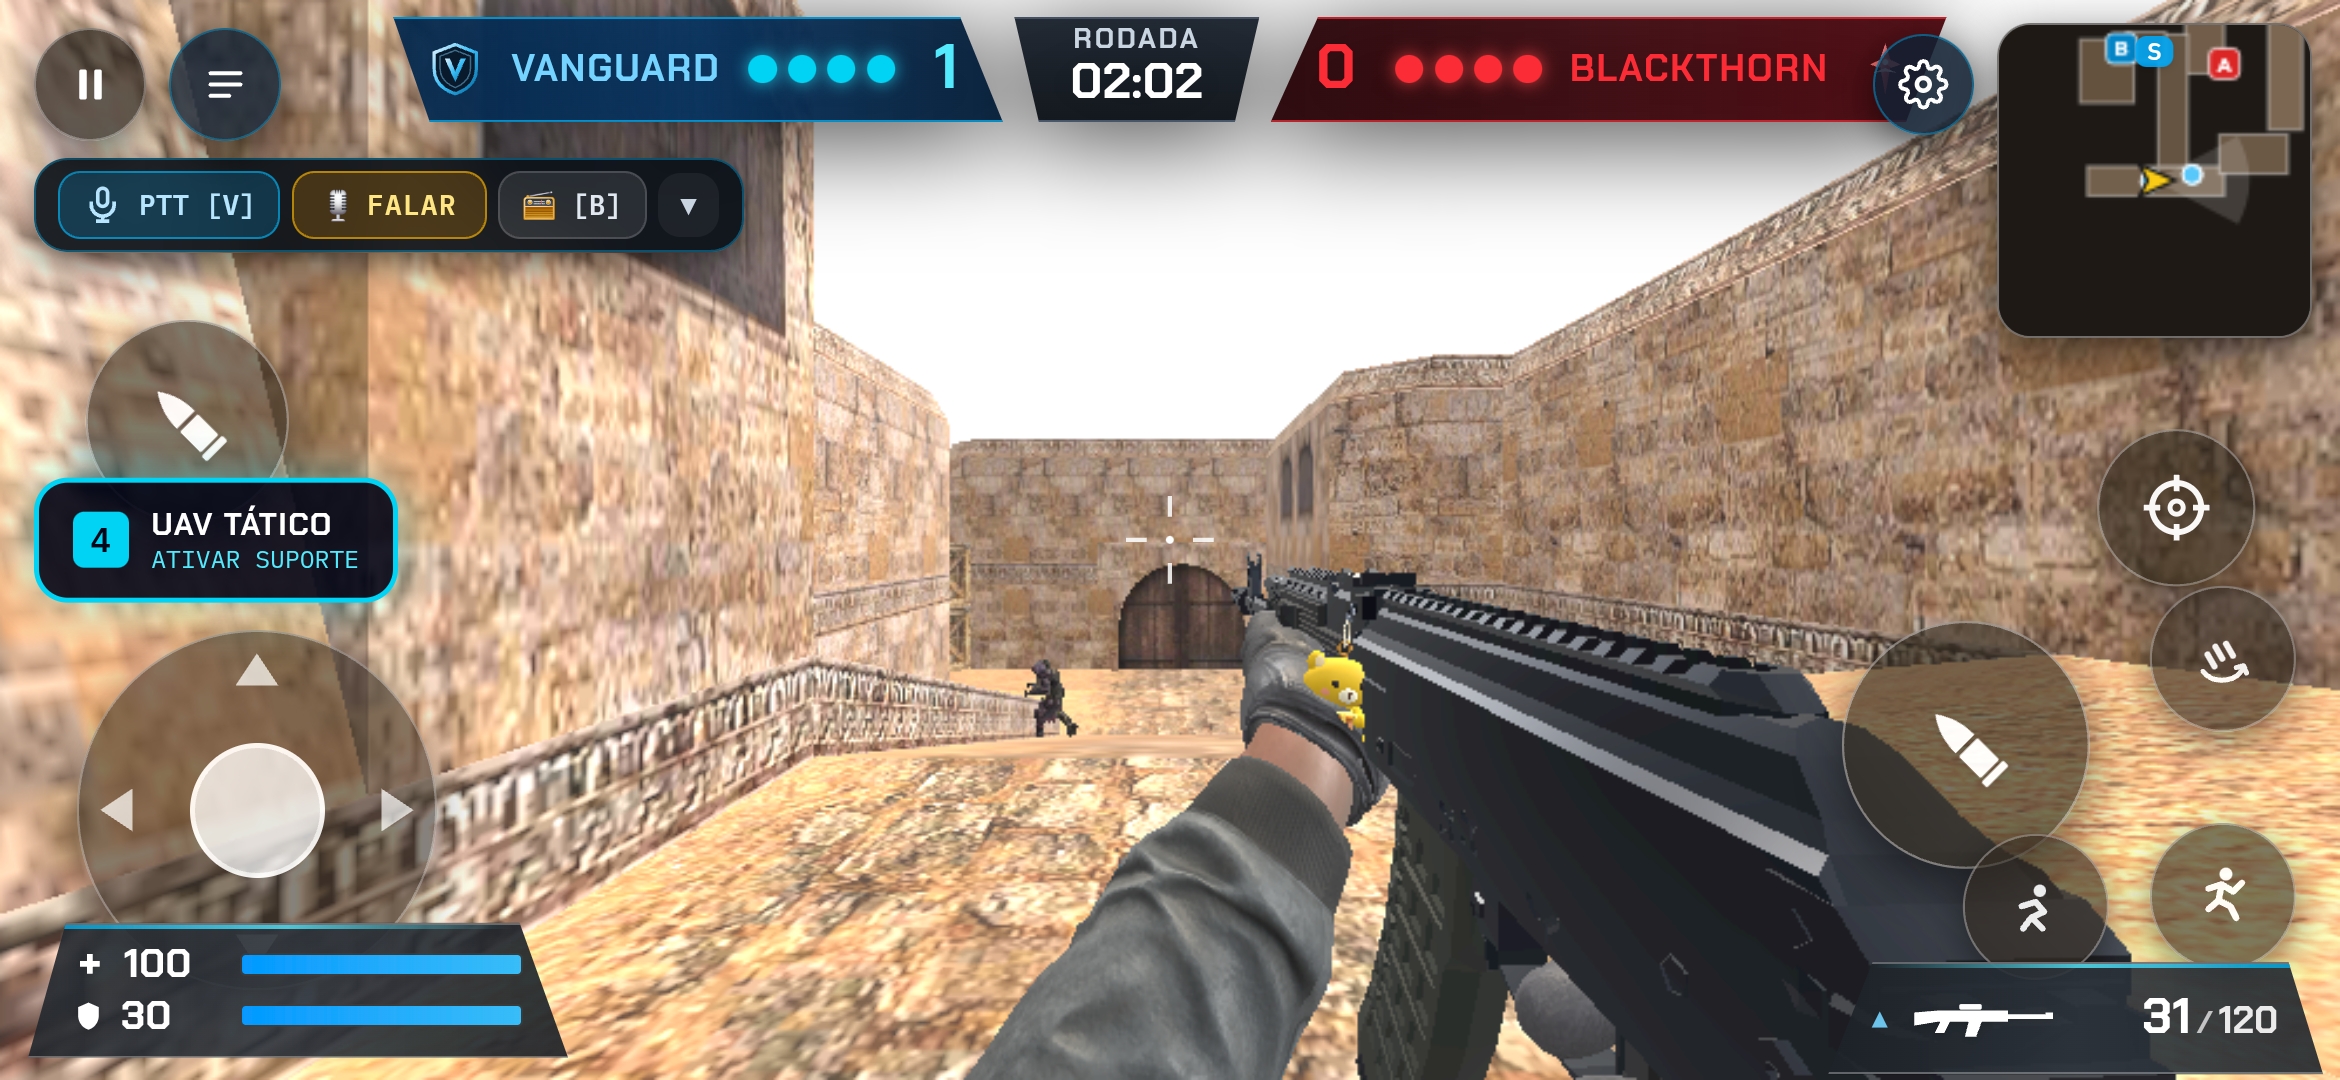 VANGUARD
1
RODADA
02:02
0
BLACKTHORN
B
S
A
PTT [V]
FALAR
[B]
4
UAV TÁTICO
ATIVAR SUPORTE
100
30
31/120